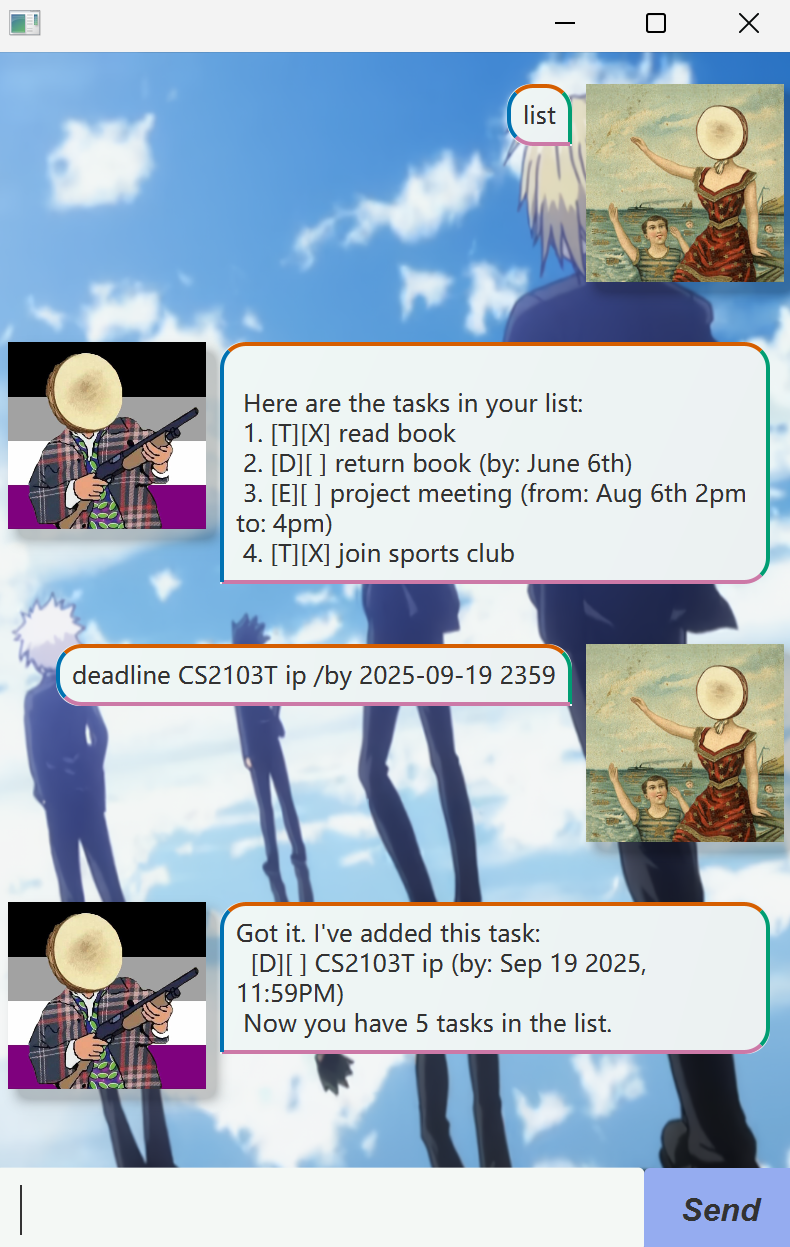 list
Here are the tasks in your list:
1. [T][X] read book
2. [D][ ] return book (by: June 6th)
3. [E][ ] project meeting (from: Aug 6th 2pm
to: 4pm)
4. [T][X] join sports club
deadline CS2103T ip /by 2025-09-19 2359
Got it. I've added this task:
[D][ ] CS2103T ip (by: Sep 19 2025,
11:59PM)
Now you have 5 tasks in the list.
Send